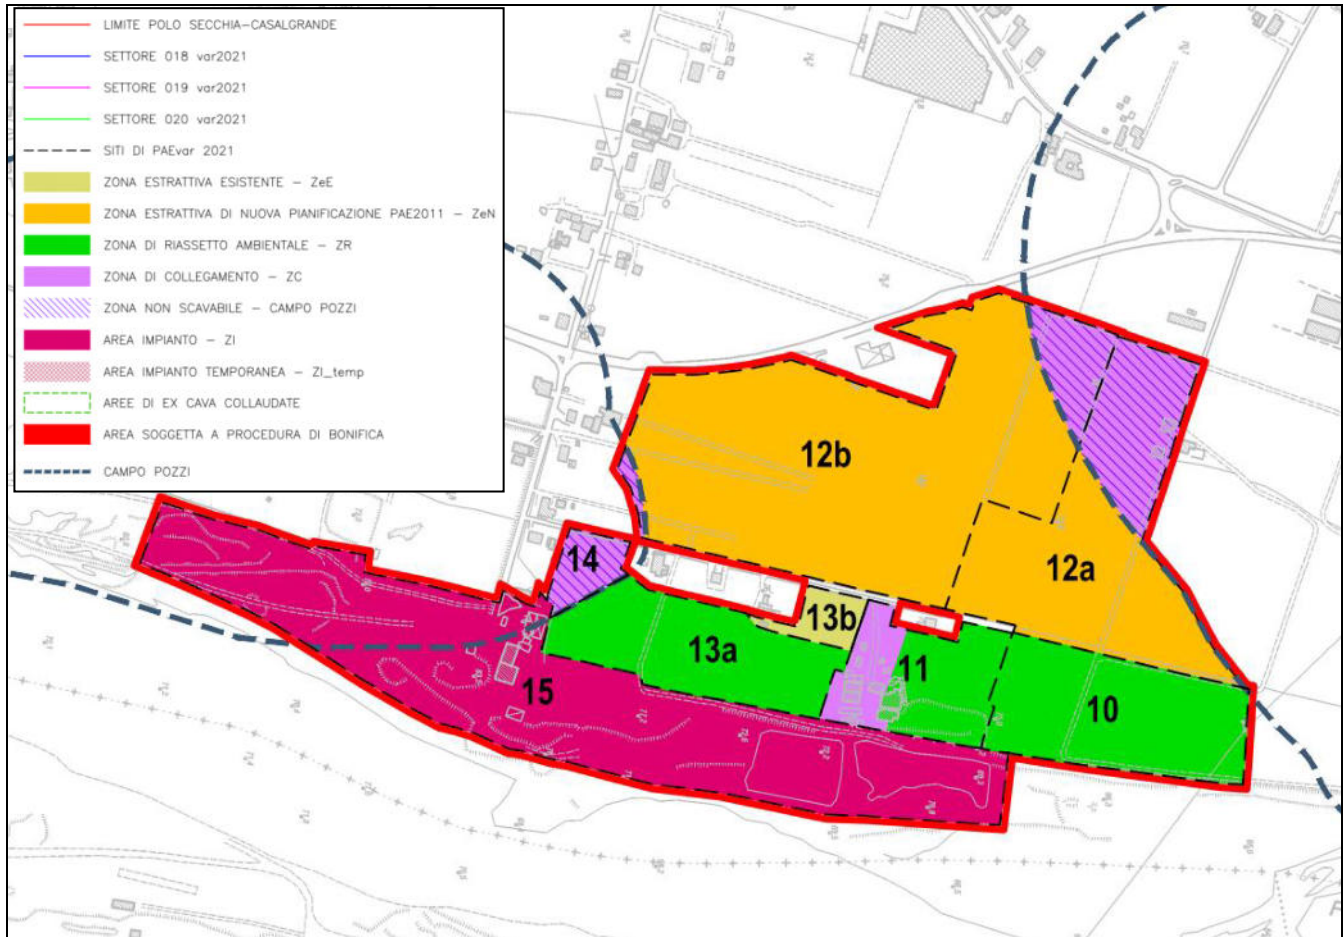 LIMITE POLO SECCHIA-CASALGRANDE
SETTORE 018 var2021
SETTORE 019 var2021
SETTORE 020 var2021
SITI DI PAEvar 2021
ZONA ESTRATTIVA ESISTENTE - ZeE
ZONA ESTRATTIVA DI NUOVA PIANIFICAZIONE PAE2011 - ZeN
ZONA DI RIASSETTO AMBIENTALE - ZR
ZONA DI COLLEGAMENTO - ZC
ZONA NON SCAVABILE - CAMPO POZZI
AREA IMPIANTO - ZI
AREA IMPIANTO TEMPORANEA - ZI_temp
AREE DI EX CAVA COLLAUDATE
AREA SOGGETTA A PROCEDURA DI BONIFICA
CAMPO POZZI
12b
14
12a
13b
13a
11
15
10